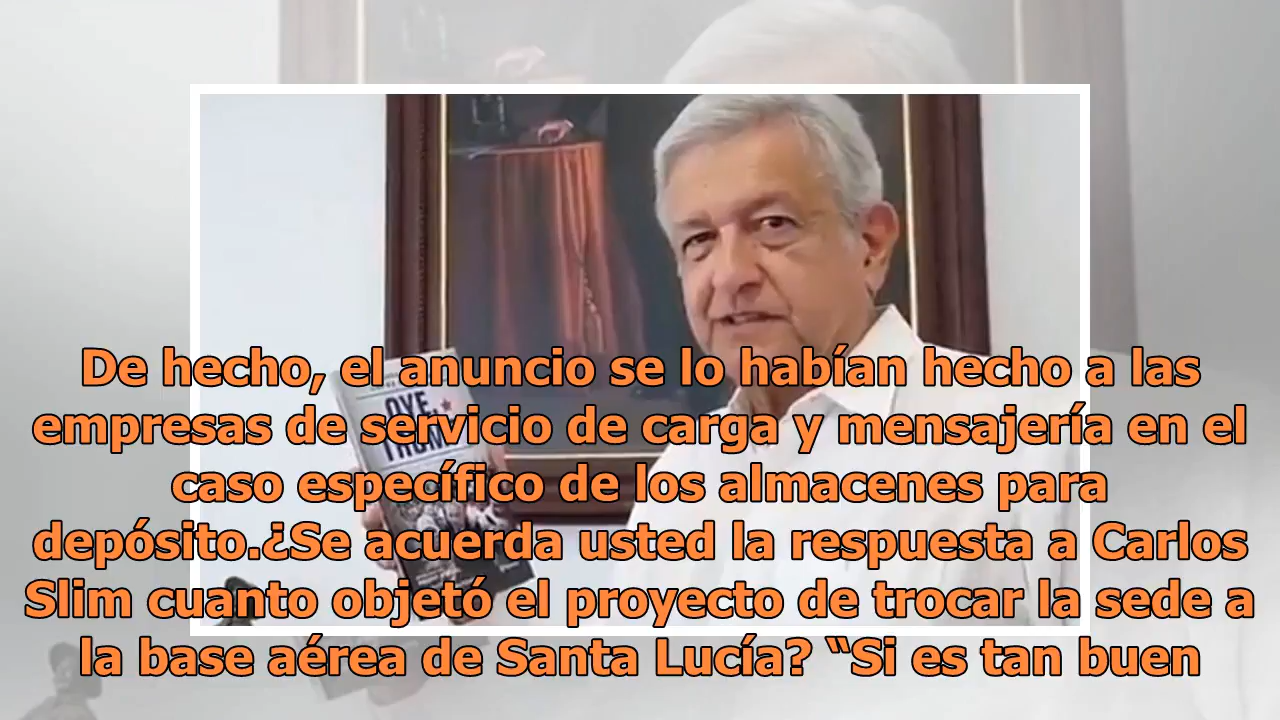 De hecho, el anuncio se lo habían hecho a las
empresas de servicio de carga y mensajería en el
caso específico de los almacenes para
depósito.¿Se acuerda usted la respuesta a Carlos
Slim cuanto objetó el proyecto de trocar la sede a
la base aérea de Santa Lucía? “Si es tan buen
OYE,
TRUMP